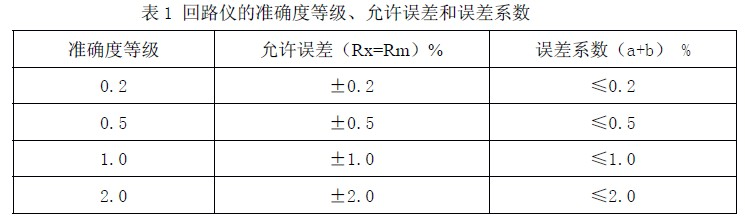 表1 回路仪的准确度等级、允许误差和误差系数
准确度等级 允许误差（Rx=Rm）% 误差系数（a+b） %
0.2 ±0.2 ≤0.2
0.5 ±0.5 ≤0.5
1.0 ±1.0 ≤1.0
2.0 ±2.0 ≤2.0